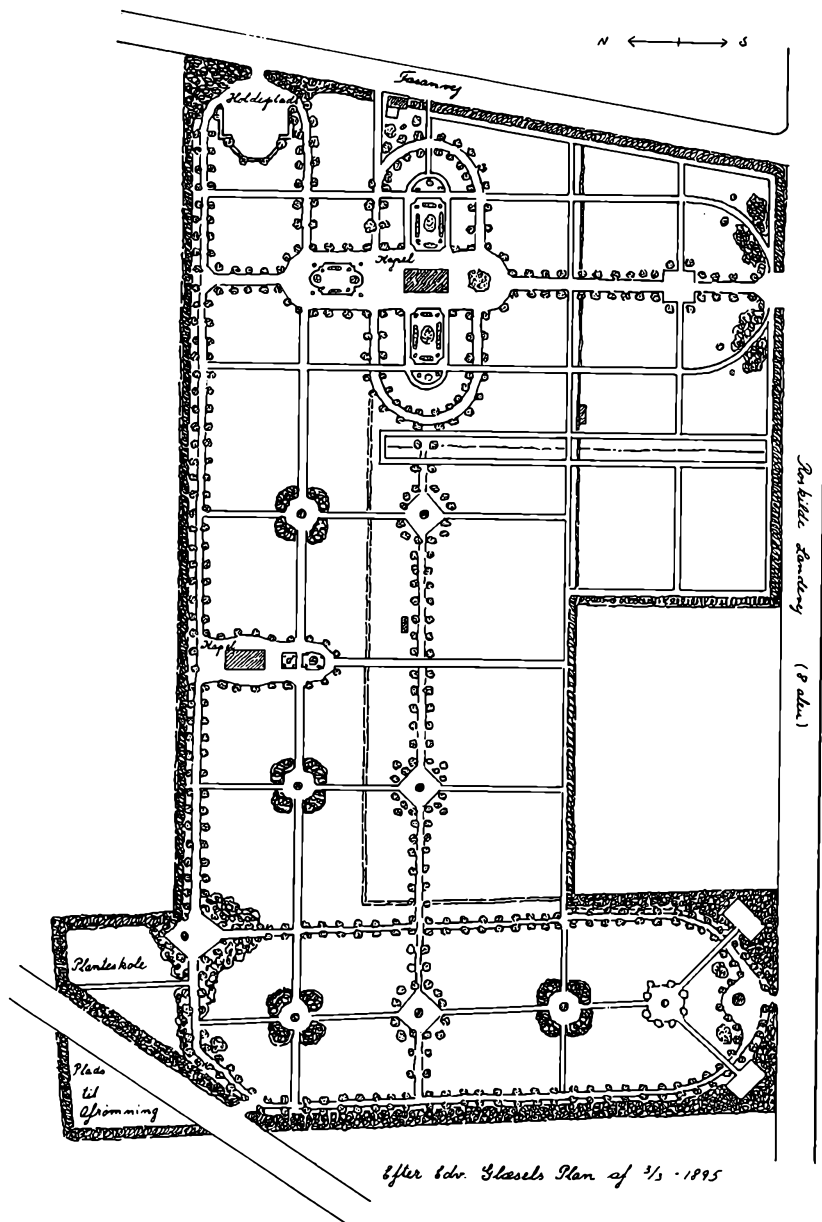 N S
Fasanvej
Holdeplads
Kapel
Roskilde Landevej (8 alen)
Kapel
Planteskole
Plads
til
Afrømning
Efter Edv. Glæsels Plan af 3/3 - 1895